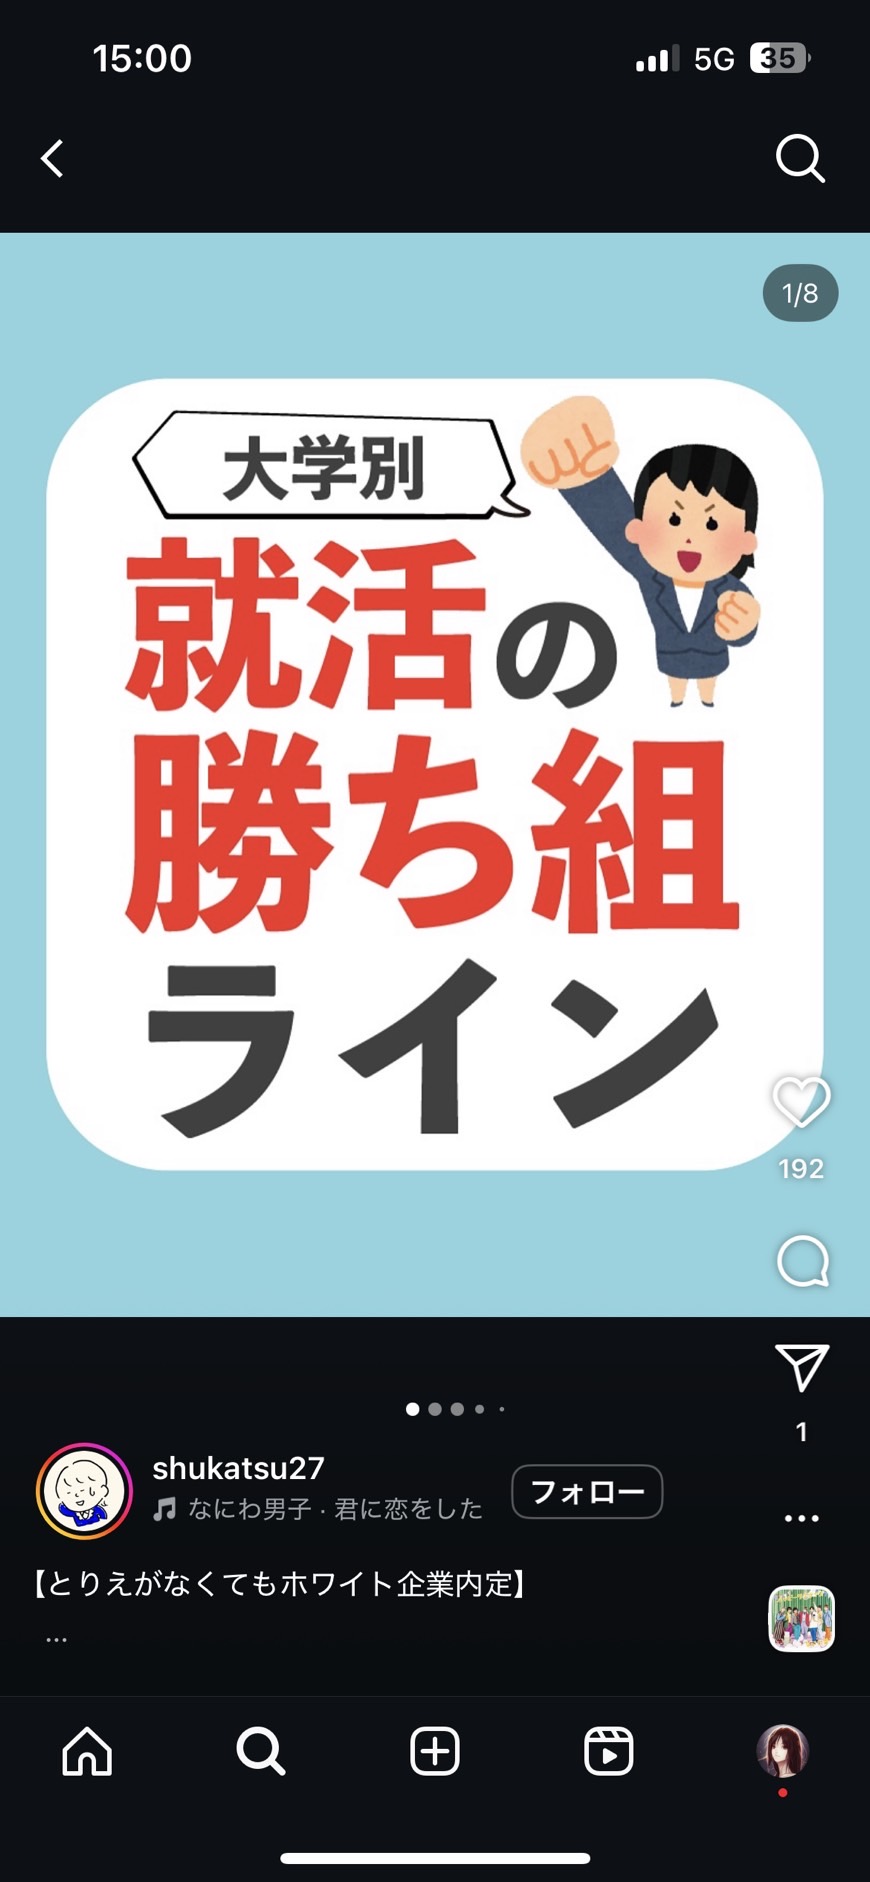 15:00
5G
35
1/8
大学別
就活の
勝ち組
ライン
192
1
shukatsu27
なにわ男子 · 君に恋をした
フォロー
【とりえがなくてもホワイト企業内定】
...